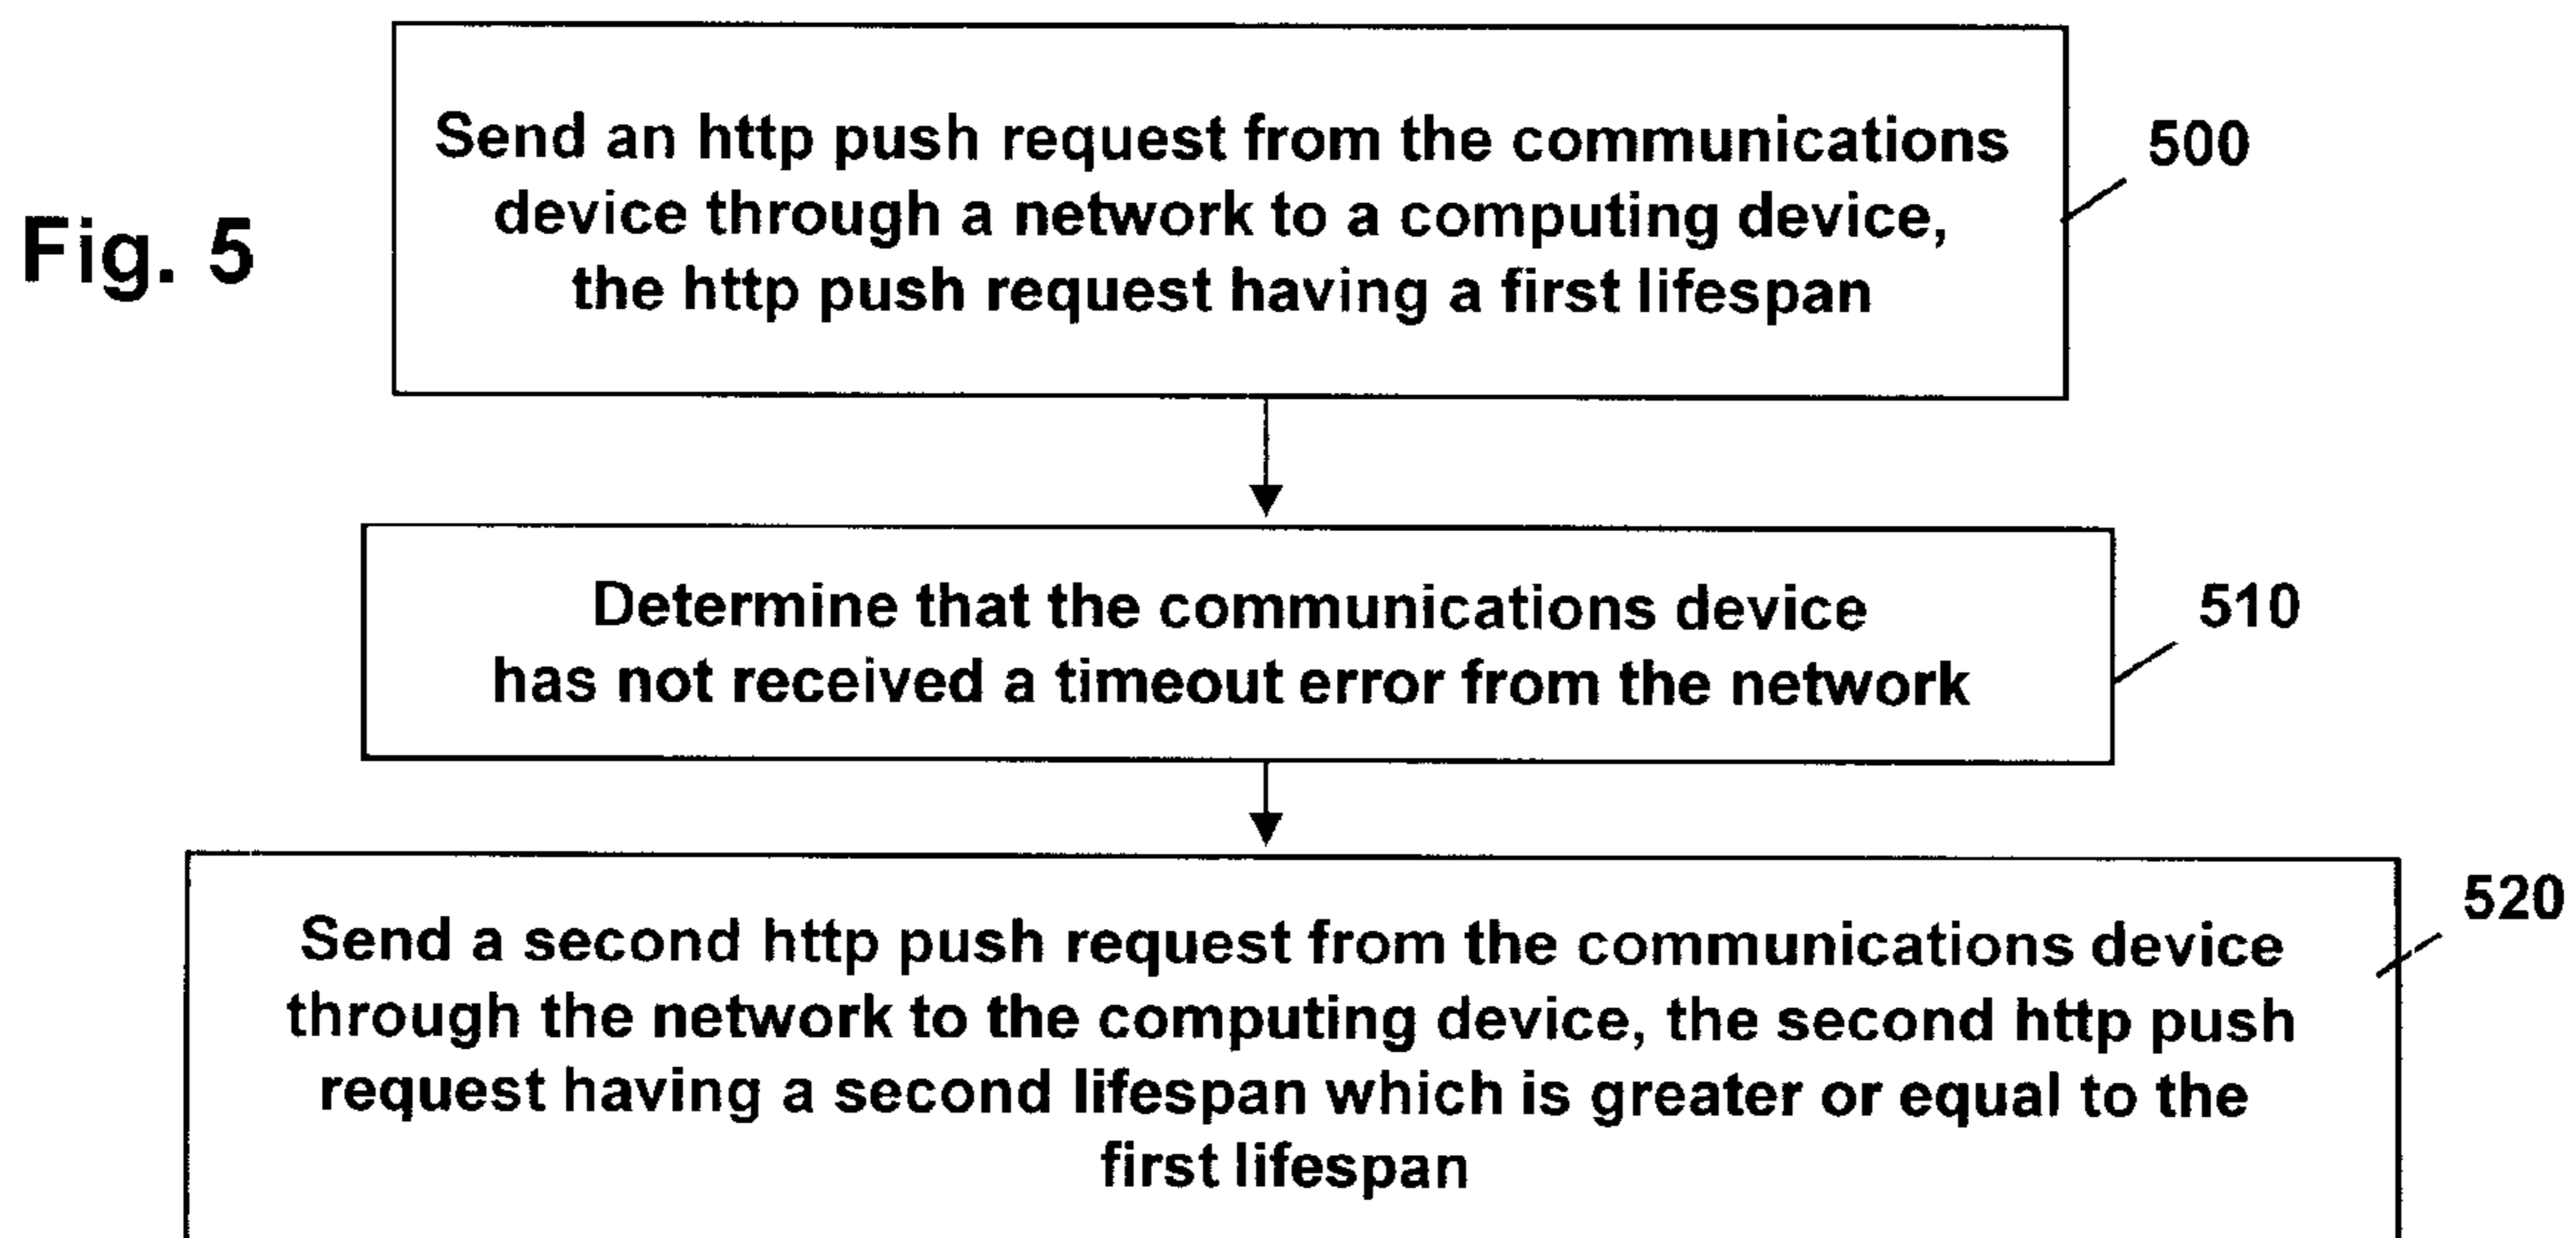 Fig. 5
Send an http push request from the communications
device through a network to a computing device,
the http push request having a first lifespan
500
Determine that the communications device
has not received a timeout error from the network
510
Send a second http push request from the communications device
through the network to the computing device, the second http push
request having a second lifespan which is greater or equal to the
first lifespan
520